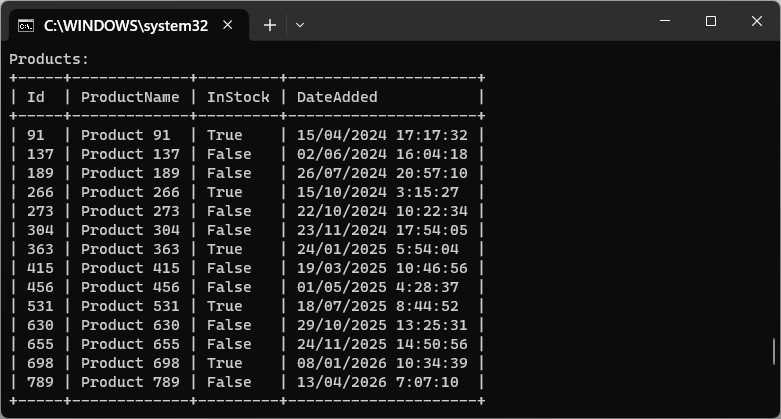 C:\WINDOWS\system32
Products:
+-----+-------------+---------+---------------------+
| Id  | ProductName | InStock | DateAdded           |
+-----+-------------+---------+---------------------+
| 91  | Product 91  | True    | 15/04/2024 17:17:32 |
| 137 | Product 137 | False   | 02/06/2024 16:04:18 |
| 189 | Product 189 | False   | 26/07/2024 20:57:10 |
| 266 | Product 266 | True    | 15/10/2024 3:15:27  |
| 273 | Product 273 | False   | 22/10/2024 10:22:34 |
| 304 | Product 304 | False   | 23/11/2024 17:54:05 |
| 363 | Product 363 | True    | 24/01/2025 5:54:04  |
| 415 | Product 415 | False   | 19/03/2025 10:46:56 |
| 456 | Product 456 | False   | 01/05/2025 4:28:37  |
| 531 | Product 531 | True    | 18/07/2025 8:44:52  |
| 630 | Product 630 | False   | 29/10/2025 13:25:31 |
| 655 | Product 655 | False   | 24/11/2025 14:50:56 |
| 698 | Product 698 | True    | 08/01/2026 10:34:39 |
| 789 | Product 789 | False   | 13/04/2026 7:07:10  |
+-----+-------------+---------+---------------------+